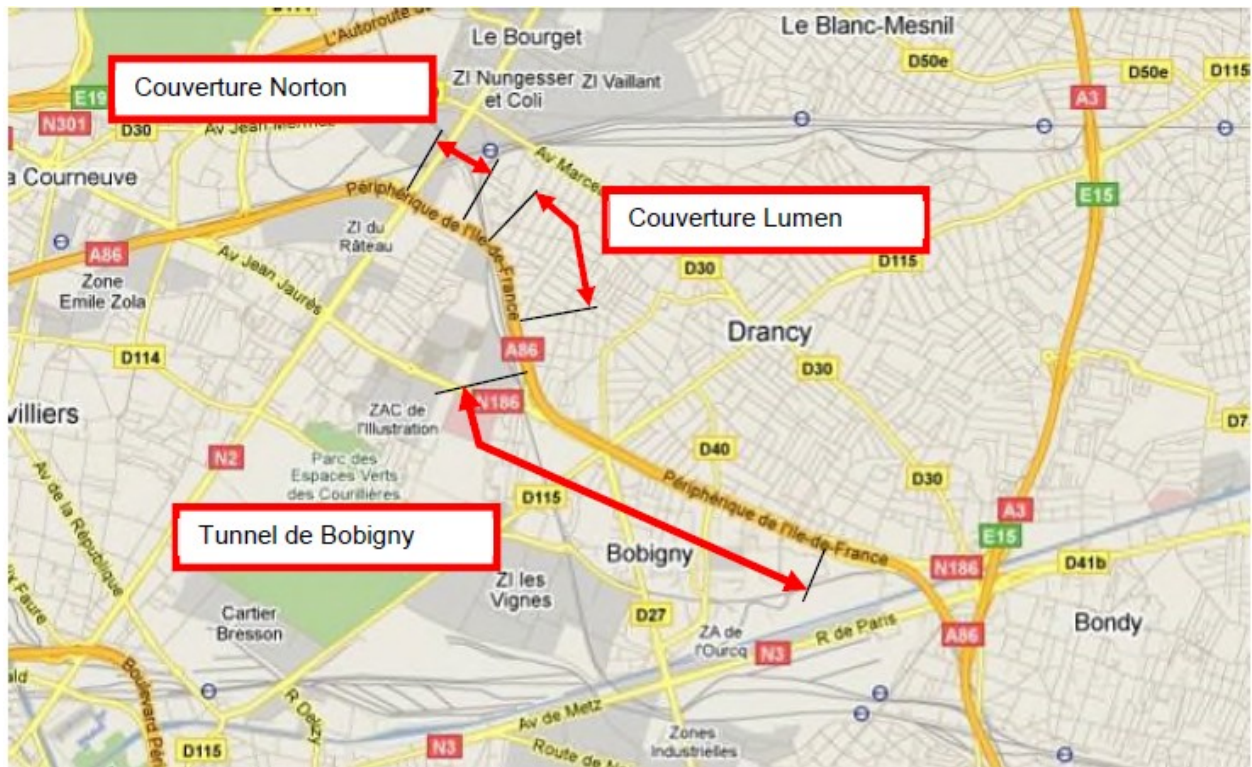 L'Autoroute du
Le Bourget
Le Blanc-Mesnil
D50e
D50e
D115
ZI Nungesser
et Coli
ZI Vaillant
Couverture Norton
E19
A3
N301
D30
Av Jean Mermoz
Av Marce
a Courneuve
Périphérique de l'Ile-de-France
E15
Couverture Lumen
ZI du
Râteau
A86
Zone
Emile Zola
Av Jean Jaurès
D30
D115
Drancy
D114
A86
D30
villiers
ZAC de
l'Illustration
N186
D7
N2
Parc des
Espaces Verts
des Courillières
D40
D30
Av de la République
D115
Périphérique de l'Ile-de-France
A3
E15
Tunnel de Bobigny
Bobigny
N186
D41b
ZI les
Vignes
Faure
Cartier
Bresson
D27
ZA de
l'Ourcq
N3
R de Paris
A86
Bondy
ald
Boulevard Péri
R Delizy
Av de Metz
D115
N3
Route de
Zones
Industrielles